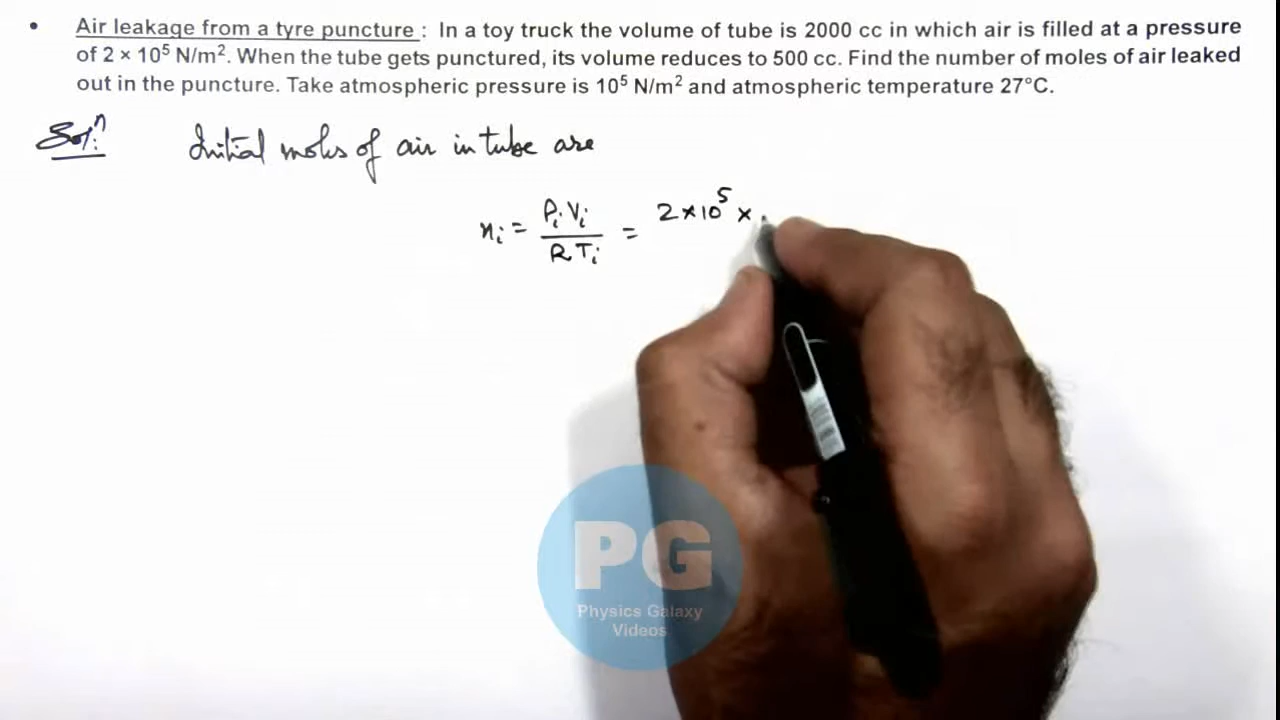 • Air leakage from a tyre puncture : In a toy truck the volume of tube is 2000 cc in which air is filled at a pressure
of 2 × 10⁵ N/m². When the tube gets punctured, its volume reduces to 500 cc. Find the number of moles of air leaked
out in the puncture. Take atmospheric pressure is 10⁵ N/m² and atmospheric temperature 27°C.
Solⁿ: Initial moles of air in tube are
nᵢ = Pᵢ.Vᵢ / RTᵢ = 2×10⁵ ×
PG
Physics Galaxy
Videos